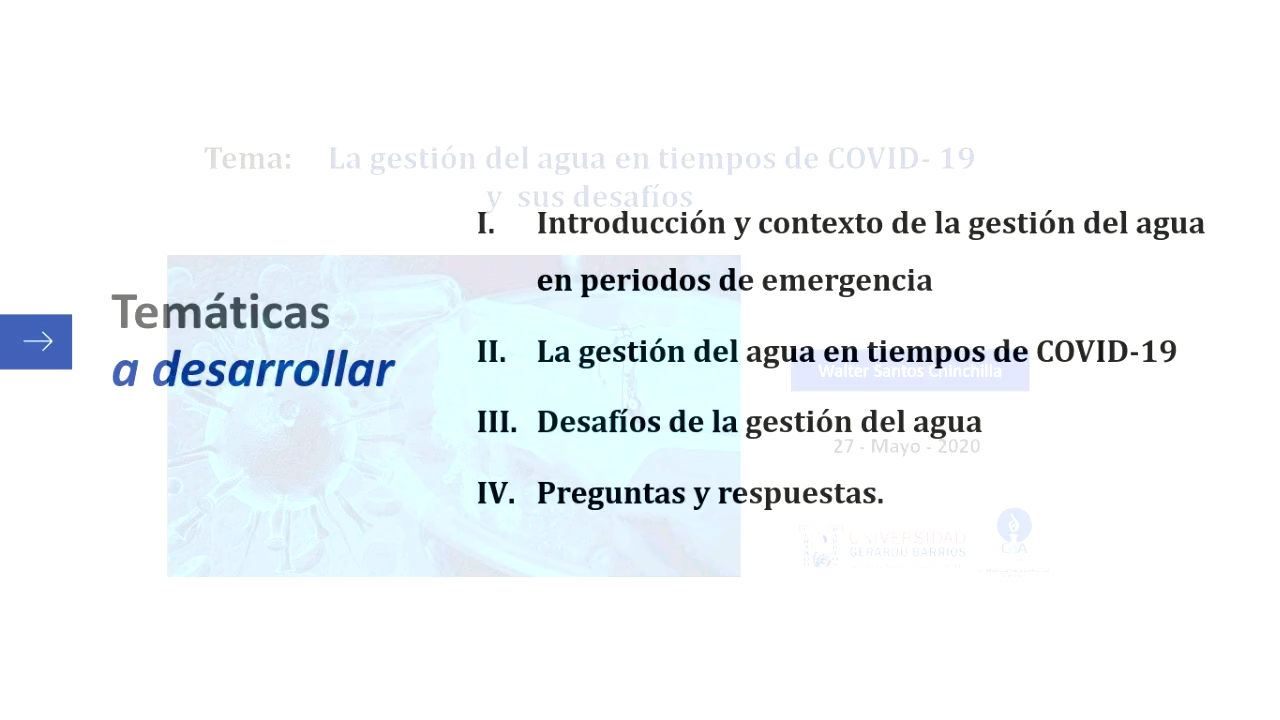 Tema: La gestión del agua en tiempos de COVID- 19
y sus desafíos
Temáticas
a desarrollar
I. Introducción y contexto de la gestión del agua
en periodos de emergencia
II. La gestión del agua en tiempos de COVID-19
III. Desafíos de la gestión del agua
IV. Preguntas y respuestas.
Walter Santos Chinchilla
27 - Mayo - 2020
UNIVERSIDAD
GERARDO BARRIOS